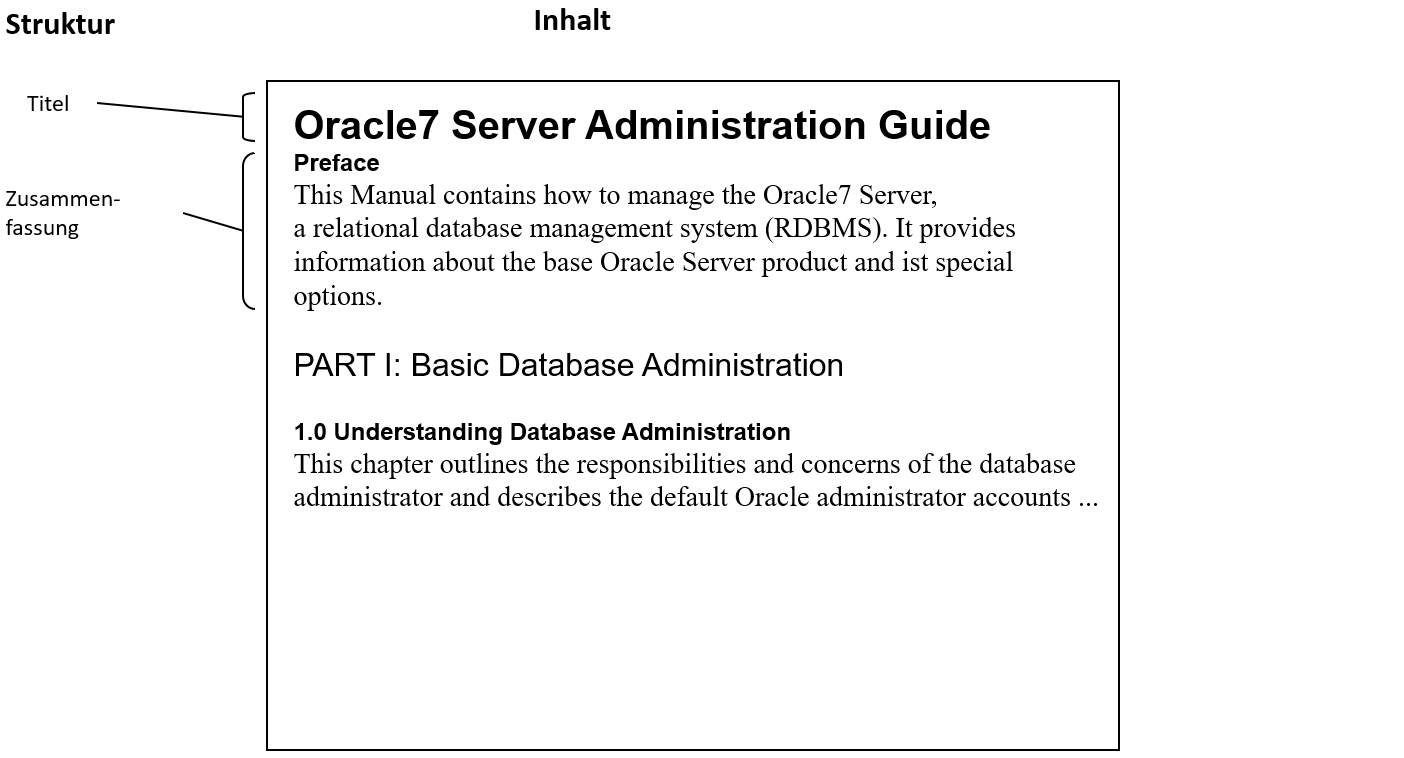 Struktur
Inhalt
Titel
Oracle7 Server Administration Guide
Preface
Zusammen-
fassung
This Manual contains how to manage the Oracle7 Server,
a relational database management system (RDBMS). It provides
information about the base Oracle Server product and ist special
options.
PART I: Basic Database Administration
1.0 Understanding Database Administration
This chapter outlines the responsibilities and concerns of the database
administrator and describes the default Oracle administrator accounts ...